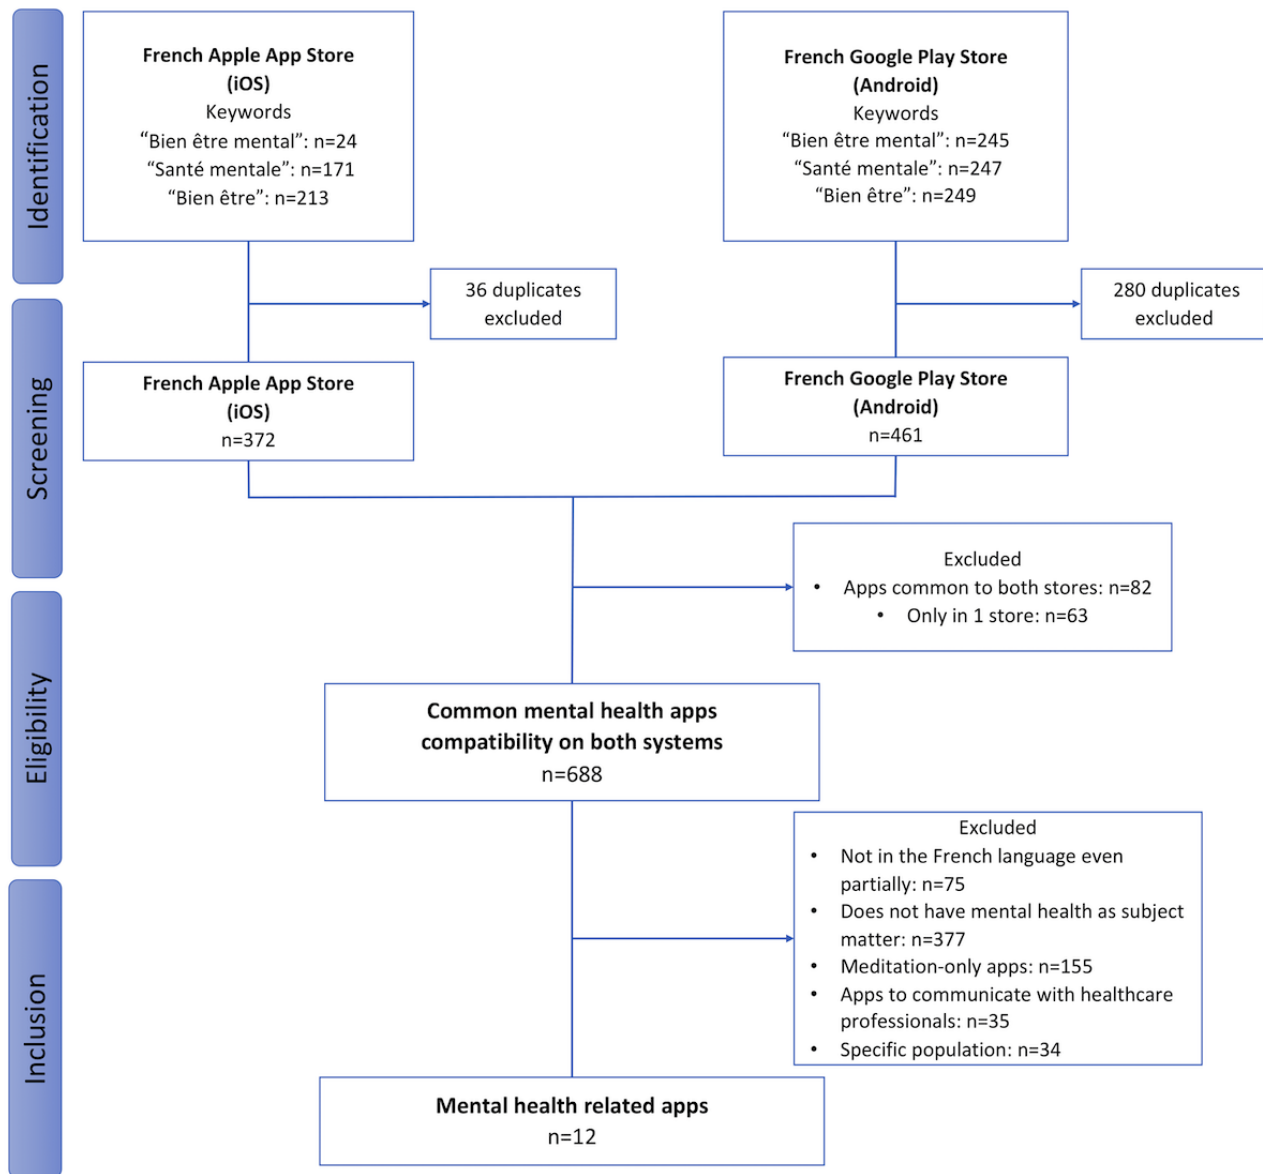 Identification
French Apple App Store
(iOS)
Keywords
“Bien être mental”: n=24
“Santé mentale”: n=171
“Bien être”: n=213
French Google Play Store
(Android)
Keywords
“Bien être mental”: n=245
“Santé mentale”: n=247
“Bien être”: n=249
36 duplicates
excluded
280 duplicates
excluded
Screening
French Apple App Store
(iOS)
n=372
French Google Play Store
(Android)
n=461
Excluded
• Apps common to both stores: n=82
• Only in 1 store: n=63
Eligibility
Common mental health apps
compatibility on both systems
n=688
Excluded
• Not in the French language even
partially: n=75
• Does not have mental health as subject
matter: n=377
• Meditation-only apps: n=155
• Apps to communicate with healthcare
professionals: n=35
• Specific population: n=34
Inclusion
Mental health related apps
n=12